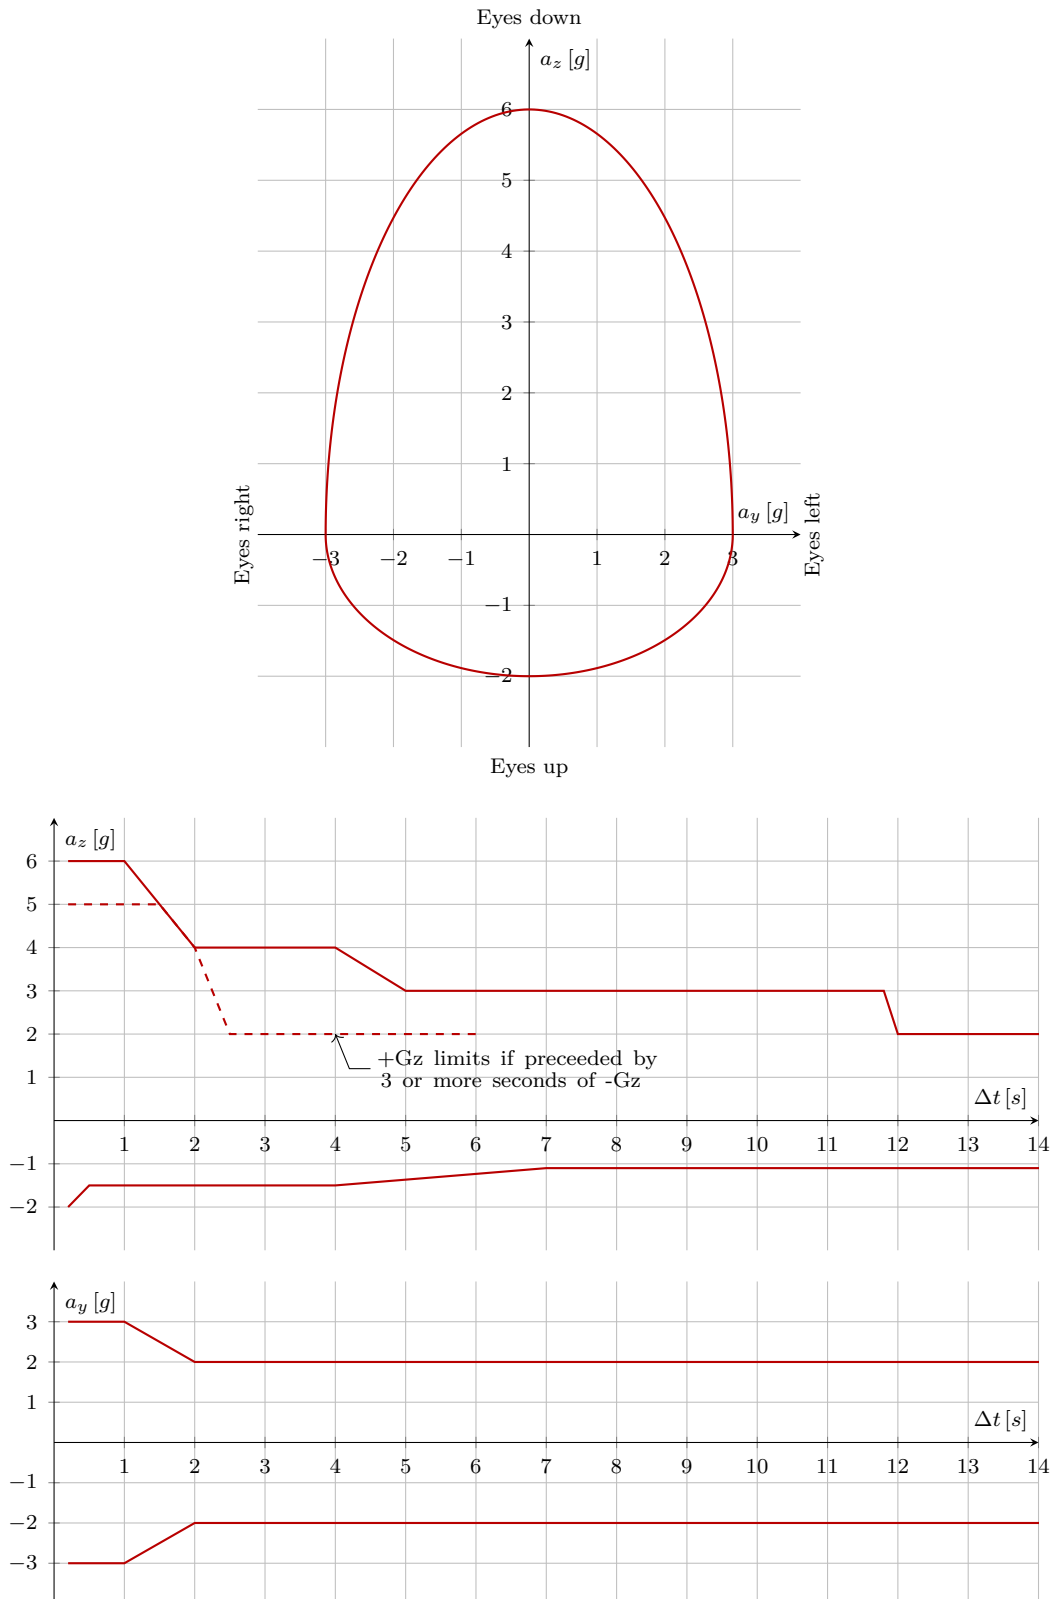 Eyes down
a_z [g]
6
5
4
3
2
1
Eyes right
a_y [g]
Eyes left
−3 −2 −1 1 2 3
−1
−2
Eyes up
a_z [g]
6
5
4
3
2
+Gz limits if preceeded by
1
3 or more seconds of -Gz
Δt [s]
1 2 3 4 5 6 7 8 9 10 11 12 13 14
−1
−2
a_y [g]
3
2
1
Δt [s]
1 2 3 4 5 6 7 8 9 10 11 12 13 14
−1
−2
−3